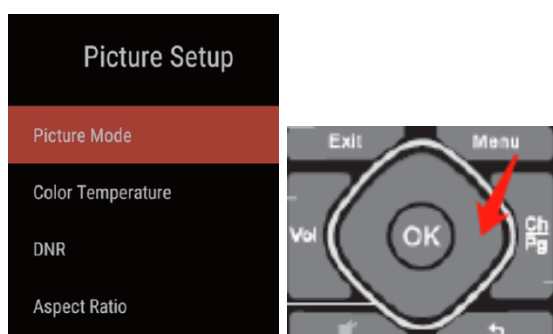 Picture Setup
Picture Mode
Color Temperature
DNR
Aspect Ratio
Exit
Menu
Vol
OK
Ch
Pg